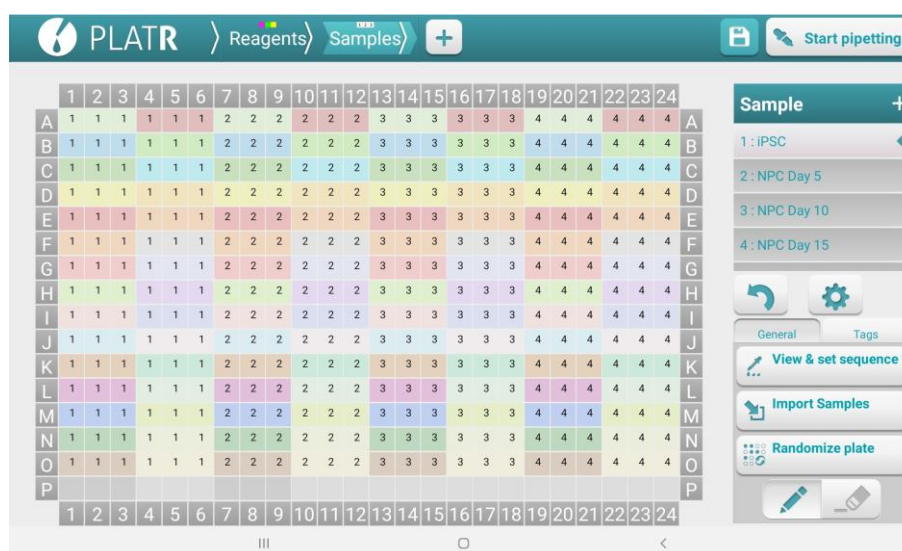 PLATR Reagents Samples + Start pipetting
1 2 3 4 5 6 7 8 9 10 11 12 13 14 15 16 17 18 19 20 21 22 23 24
A 1 1 1 1 1 1 2 2 2 2 2 2 3 3 3 3 3 3 4 4 4 4 4 4 A
B 1 1 1 1 1 1 2 2 2 2 2 2 3 3 3 3 3 3 4 4 4 4 4 4 B
C 1 1 1 1 1 1 2 2 2 2 2 2 3 3 3 3 3 3 4 4 4 4 4 4 C
D 1 1 1 1 1 1 2 2 2 2 2 2 3 3 3 3 3 3 4 4 4 4 4 4 D
E 1 1 1 1 1 1 2 2 2 2 2 2 3 3 3 3 3 3 4 4 4 4 4 4 E
F 1 1 1 1 1 1 2 2 2 2 2 2 3 3 3 3 3 3 4 4 4 4 4 4 F
G 1 1 1 1 1 1 2 2 2 2 2 2 3 3 3 3 3 3 4 4 4 4 4 4 G
H 1 1 1 1 1 1 2 2 2 2 2 2 3 3 3 3 3 3 4 4 4 4 4 4 H
I 1 1 1 1 1 1 2 2 2 2 2 2 3 3 3 3 3 3 4 4 4 4 4 4 I
J 1 1 1 1 1 1 2 2 2 2 2 2 3 3 3 3 3 3 4 4 4 4 4 4 J
K 1 1 1 1 1 1 2 2 2 2 2 2 3 3 3 3 3 3 4 4 4 4 4 4 K
L 1 1 1 1 1 1 2 2 2 2 2 2 3 3 3 3 3 3 4 4 4 4 4 4 L
M 1 1 1 1 1 1 2 2 2 2 2 2 3 3 3 3 3 3 4 4 4 4 4 4 M
N 1 1 1 1 1 1 2 2 2 2 2 2 3 3 3 3 3 3 4 4 4 4 4 4 N
O 1 1 1 1 1 1 2 2 2 2 2 2 3 3 3 3 3 3 4 4 4 4 4 4 O
P P
1 2 3 4 5 6 7 8 9 10 11 12 13 14 15 16 17 18 19 20 21 22 23 24
Sample +
1 : iPSC
2 : NPC Day 5
3 : NPC Day 10
4 : NPC Day 15
General Tags
View & set sequence
Import Samples
Randomize plate